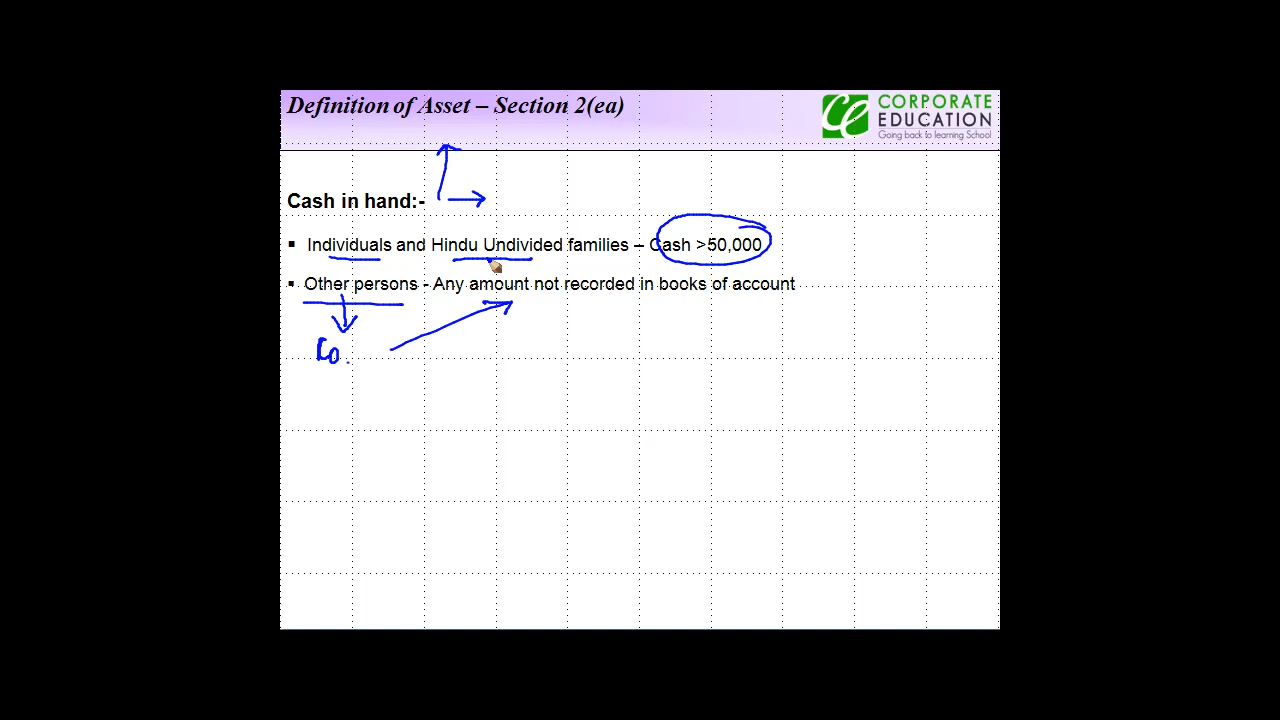 Definition of Asset – Section 2(ea)
CORPORATE
EDUCATION
Going back to learning School
Cash in hand:-
▪ Individuals and Hindu Undivided families – Cash >50,000
▪ Other persons - Any amount not recorded in books of account
Co.